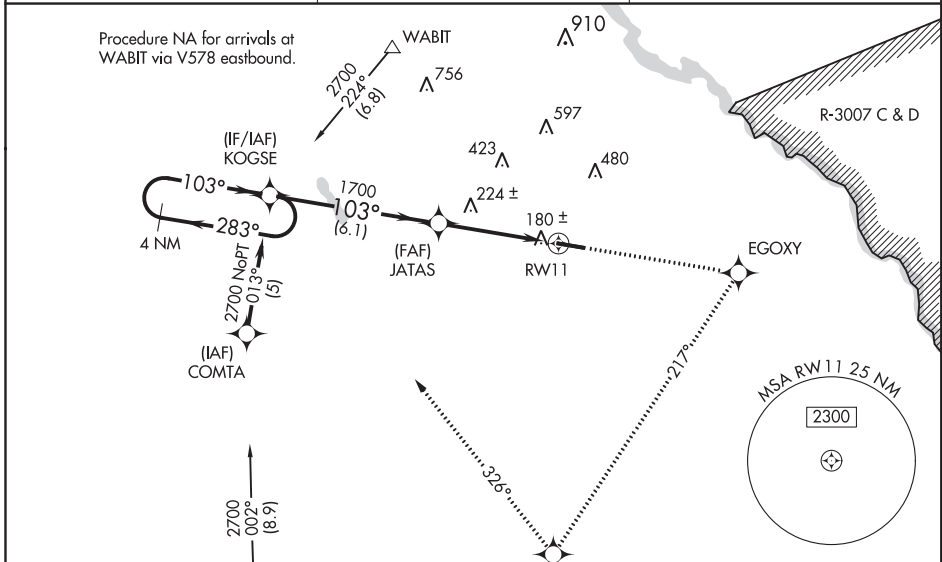 Procedure NA for arrivals at
WABIT via V578 eastbound.
WABIT
910
756
2700
224°
(6.8)
R-3007 C & D
597
(IF/IAF)
KOGSE
423
480
103°
1700
103°
(6.1)
224 ±
283°
4 NM
180 ±
(FAF)
JATAS
RW11
EGOXY
2700 NoPT
013°
(5)
(IAF)
COMTA
217°
MSA RW11 25 NM
2300
326°
2700
002°
(8.9)